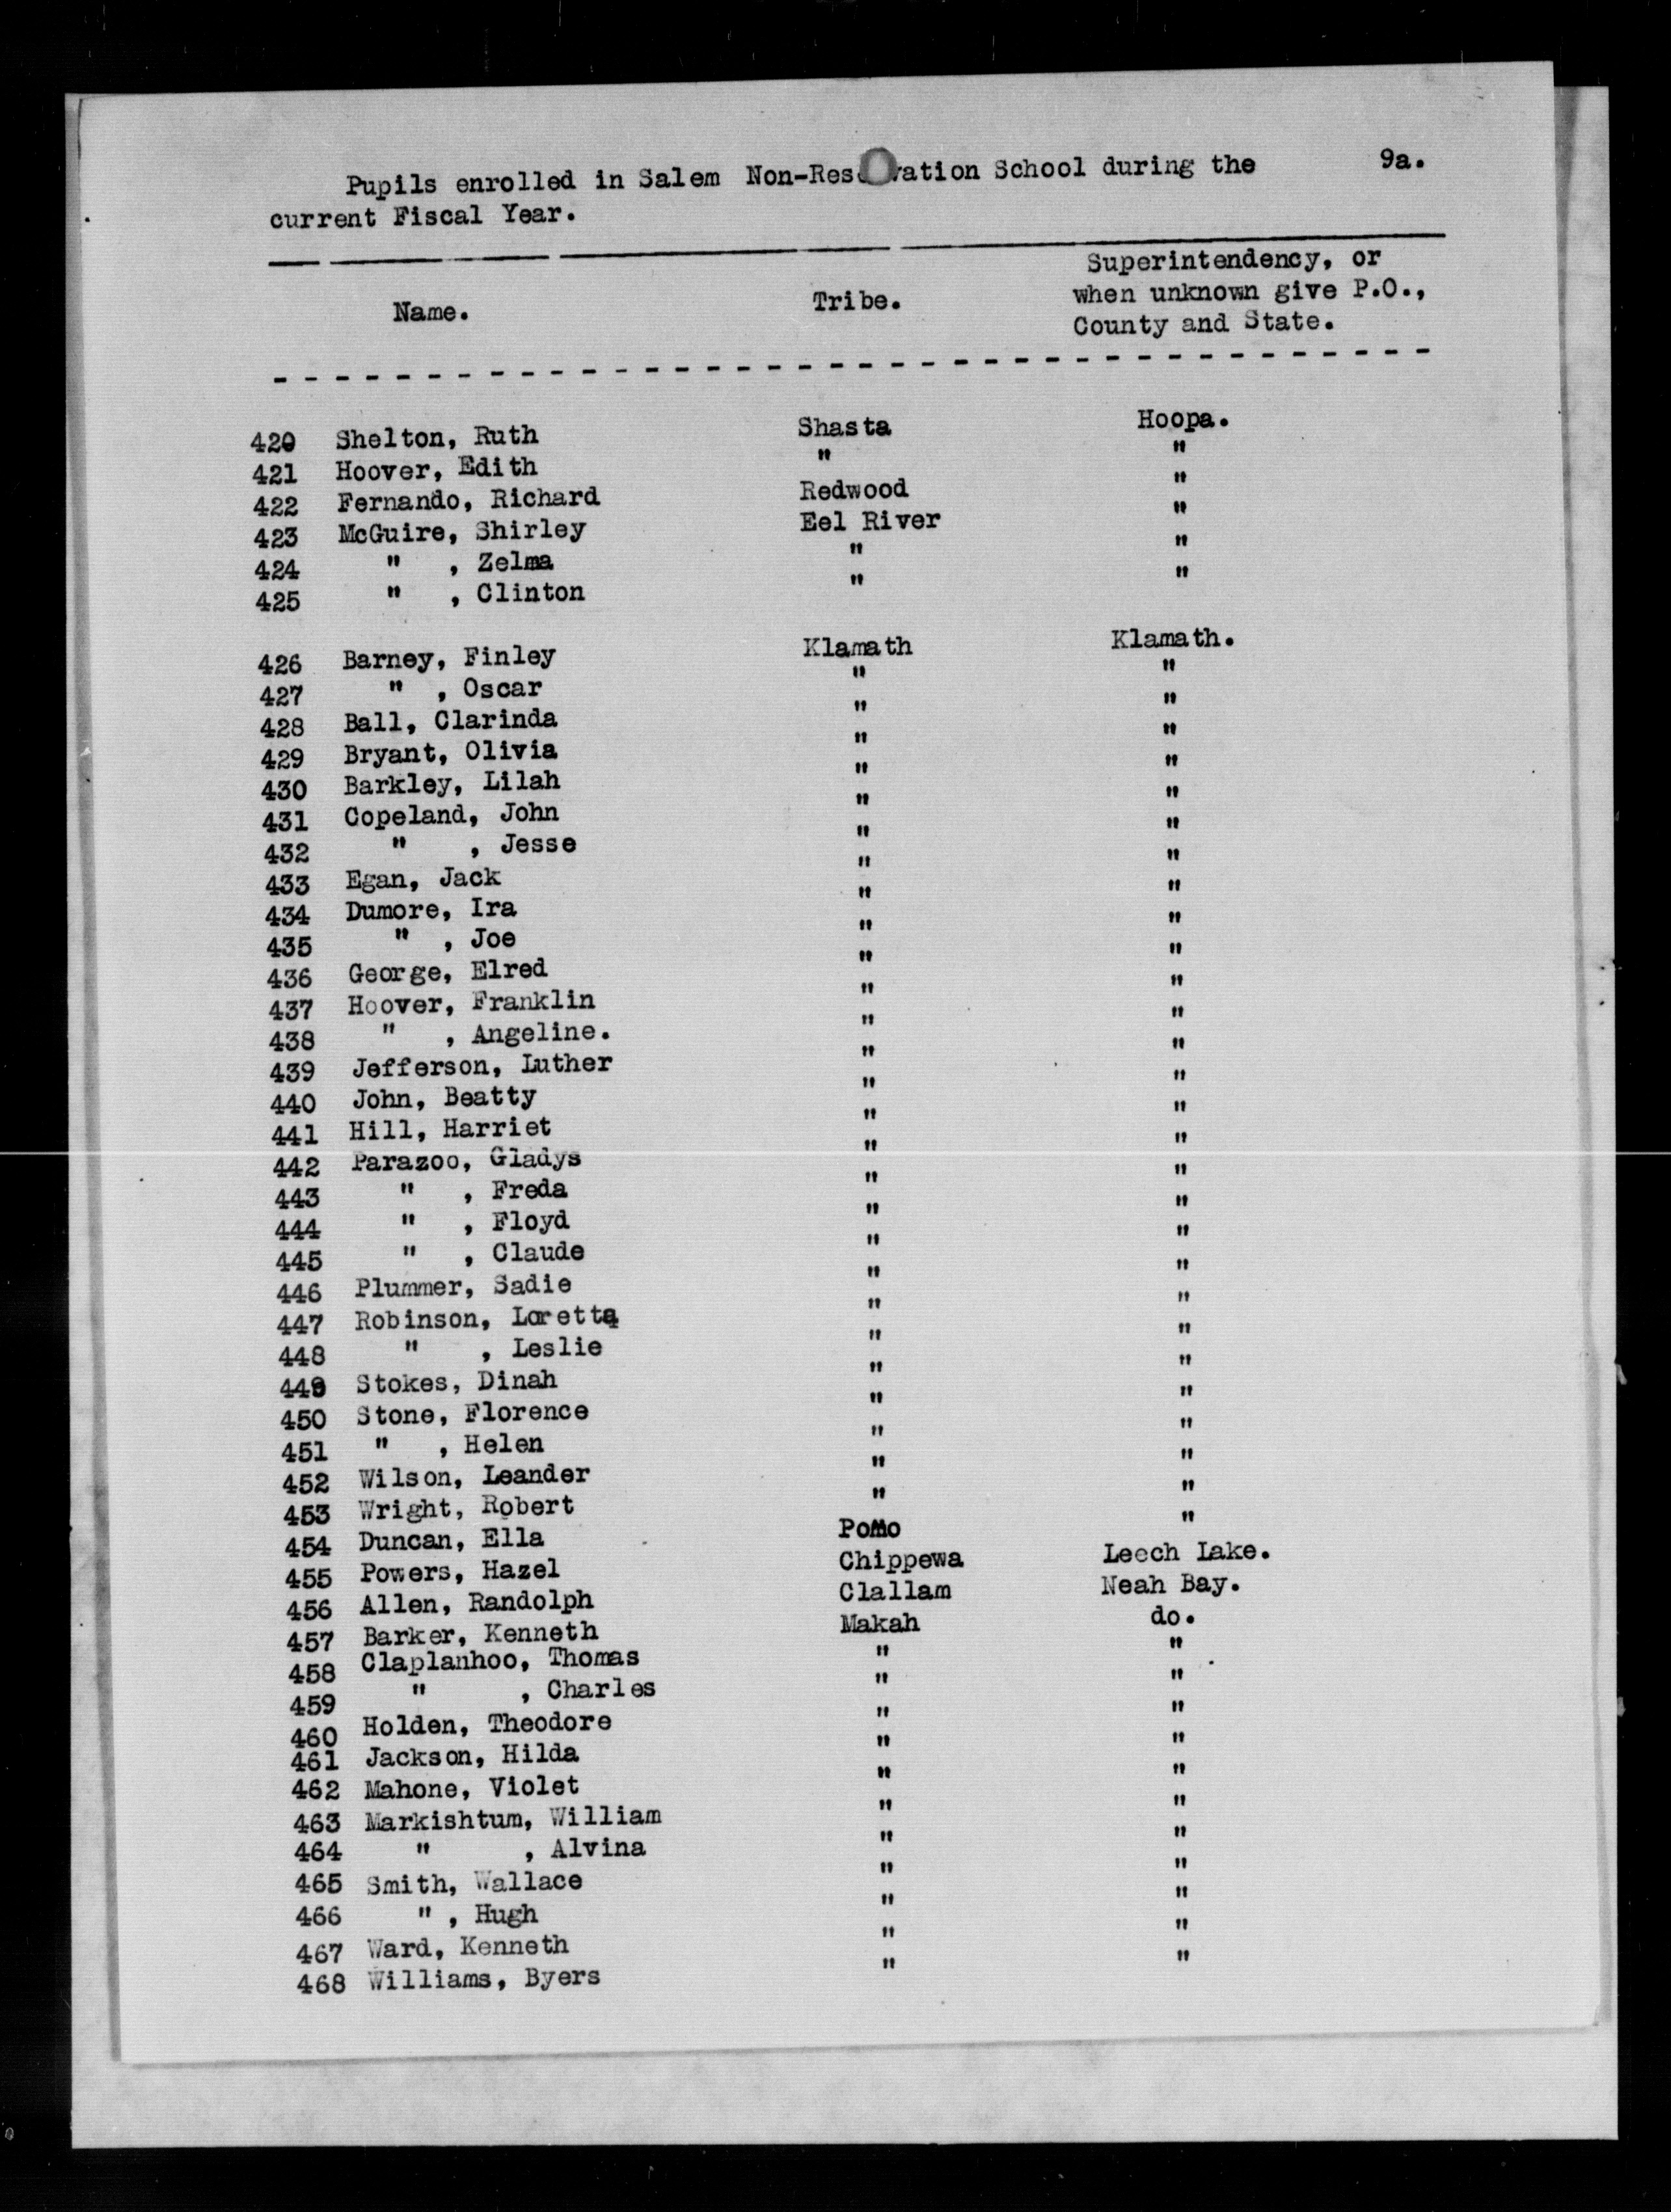 Pupils enrolled in Salem Non-Reservation School during the 9a.
current Fiscal Year.
Name. Tribe. Superintendency, or
when unknown give P.O.,
County and State.
420 Shelton, Ruth Shasta Hoopa.
421 Hoover, Edith " "
422 Fernando, Richard Redwood "
423 McGuire, Shirley Eel River "
424 " , Zelma " "
425 " , Clinton " "
426 Barney, Finley Klamath Klamath.
427 " , Oscar " "
428 Ball, Clarinda " "
429 Bryant, Olivia " "
430 Barkley, Lilah " "
431 Copeland, John " "
432 " , Jesse " "
433 Egan, Jack " "
434 Dumore, Ira " "
435 " , Joe " "
436 George, Elred " "
437 Hoover, Franklin " "
438 " , Angeline. " "
439 Jefferson, Luther " "
440 John, Beatty " "
441 Hill, Harriet " "
442 Parazoo, Gladys " "
443 " , Freda " "
444 " , Floyd " "
445 " , Claude " "
446 Plummer, Sadie " "
447 Robinson, Loretta " "
448 " , Leslie " "
449 Stokes, Dinah " "
450 Stone, Florence " "
451 " , Helen " "
452 Wilson, Leander " "
453 Wright, Robert " "
454 Duncan, Ella PoMo "
455 Powers, Hazel Chippewa Leech Lake.
456 Allen, Randolph Clallam Neah Bay.
457 Barker, Kenneth Makah do.
458 Claplanhoo, Thomas " "
459 " , Charles " "
460 Holden, Theodore " "
461 Jackson, Hilda " "
462 Mahone, Violet " "
463 Markishtum, William " "
464 " , Alvina " "
465 Smith, Wallace " "
466 " , Hugh " "
467 Ward, Kenneth " "
468 Williams, Byers " "